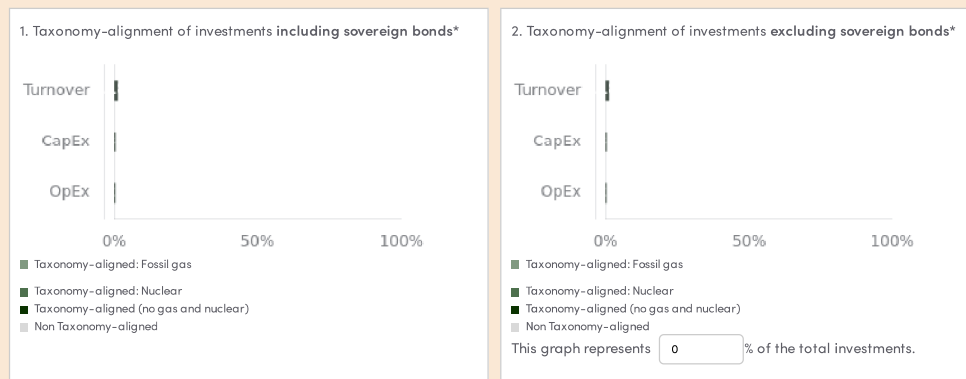 1. Taxonomy-alignment of investments including sovereign bonds*
Turnover
CapEx
OpEx
0% 50% 100%
Taxonomy-aligned: Fossil gas
Taxonomy-aligned: Nuclear
Taxonomy-aligned (no gas and nuclear)
Non Taxonomy-aligned
2. Taxonomy-alignment of investments excluding sovereign bonds*
Turnover
CapEx
OpEx
0% 50% 100%
Taxonomy-aligned: Fossil gas
Taxonomy-aligned: Nuclear
Taxonomy-aligned (no gas and nuclear)
Non Taxonomy-aligned
This graph represents 0 % of the total investments.